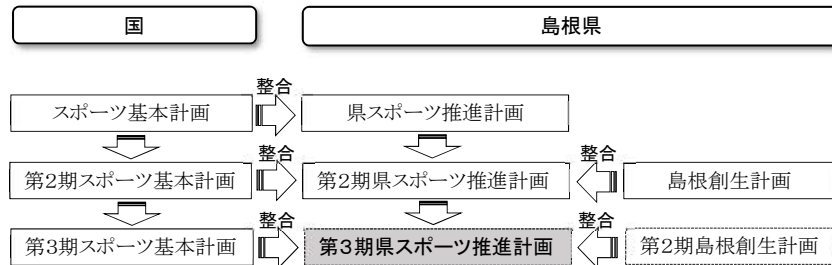 国
島根県
整合
スポーツ基本計画
県スポーツ推進計画
整合
整合
第2期スポーツ基本計画
第2期県スポーツ推進計画
島根創生計画
整合
整合
第3期スポーツ基本計画
第3期県スポーツ推進計画
第2期島根創生計画